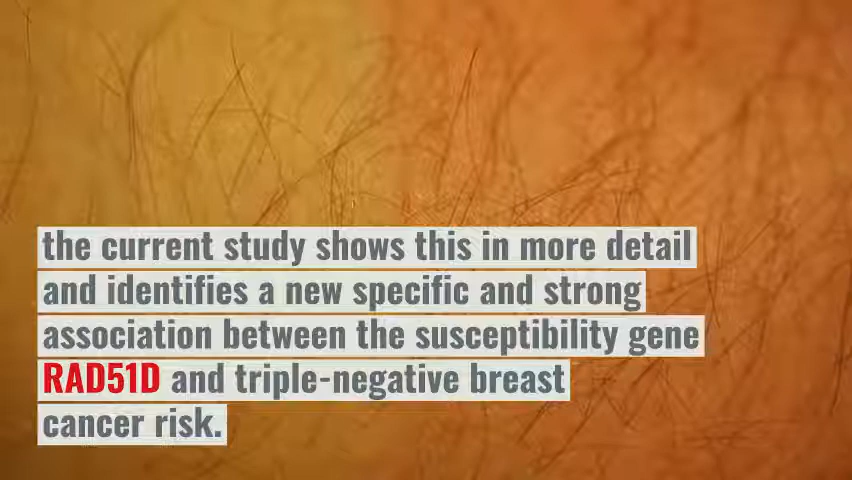 the current study shows this in more detail
and identifies a new specific and strong
association between the susceptibility gene
RAD51D and triple-negative breast
cancer risk.